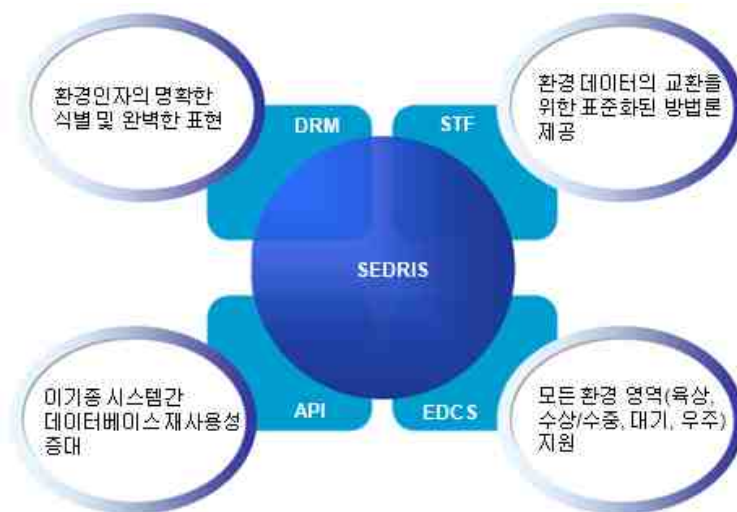 환경인자의 명확한
식별 및 완벽한 표현
DRM
STF
환경 데이터의 교환을
위한 표준화된 방법론
제공
SEDRIS
이기종 시스템간
데이터베이스 재사용성
증대
API
EDCS
모든 환경 영역(육상,
수상/수중, 대기, 우주)
지원